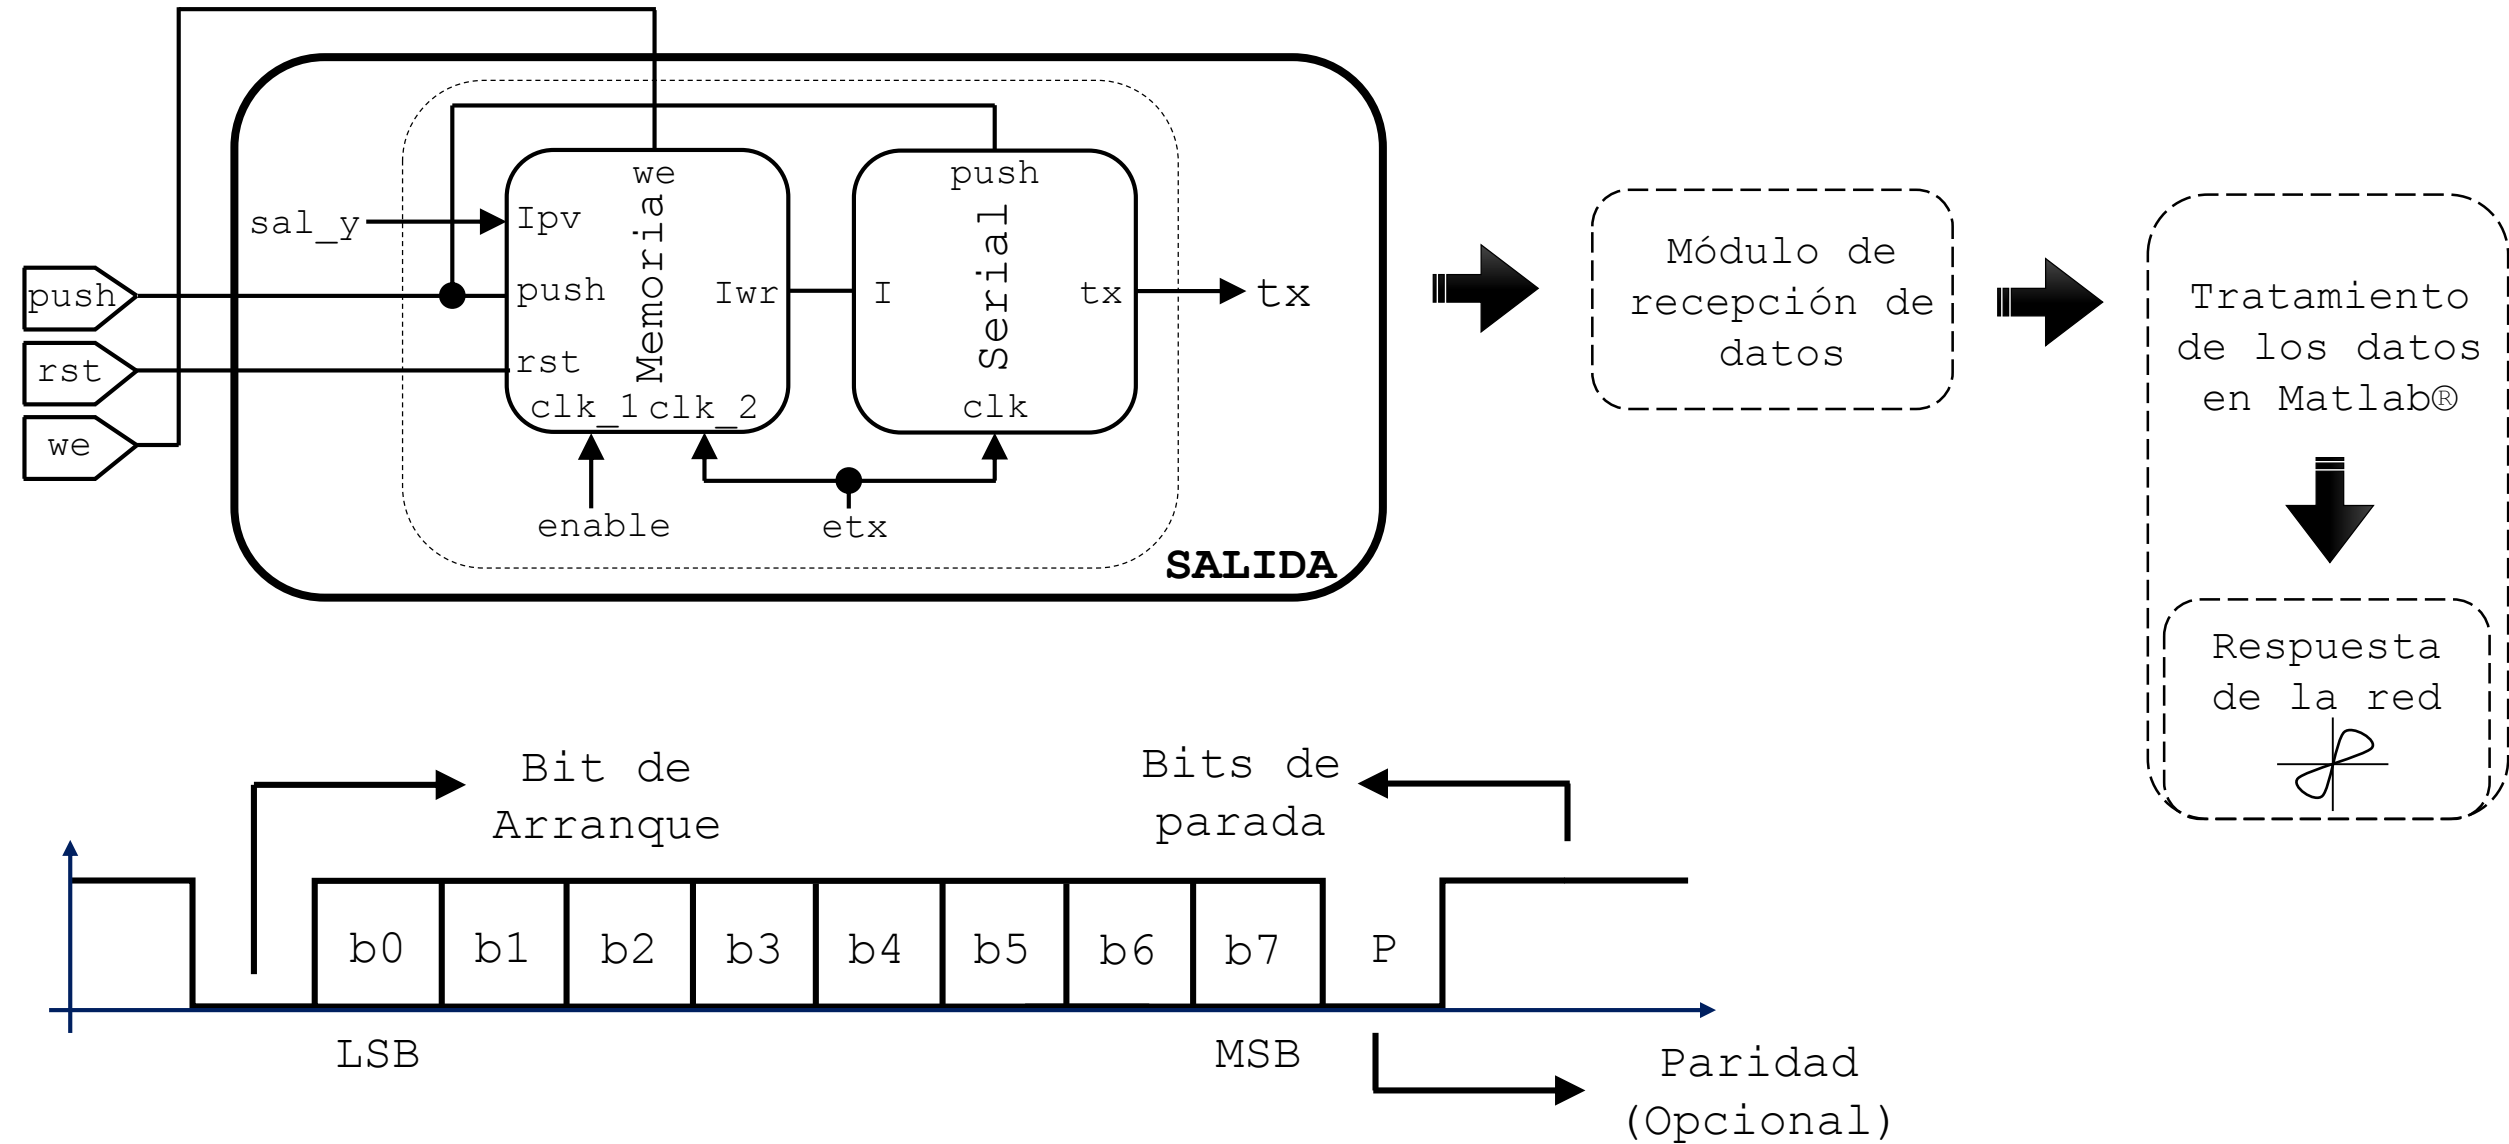 we
push
Ipv
sal_y
Memoria
Serial
push
push
Iwr
I
tx
tx
rst
rst
clk_1
clk_2
clk
we
enable
etx
SALIDA
Módulo de
recepción de
datos
Tratamiento
de los datos
en Matlab®
Respuesta
de la red
Bit de
Arranque
Bits de
parada
b0
b1
b2
b3
b4
b5
b6
b7
P
LSB
MSB
Paridad
(Opcional)